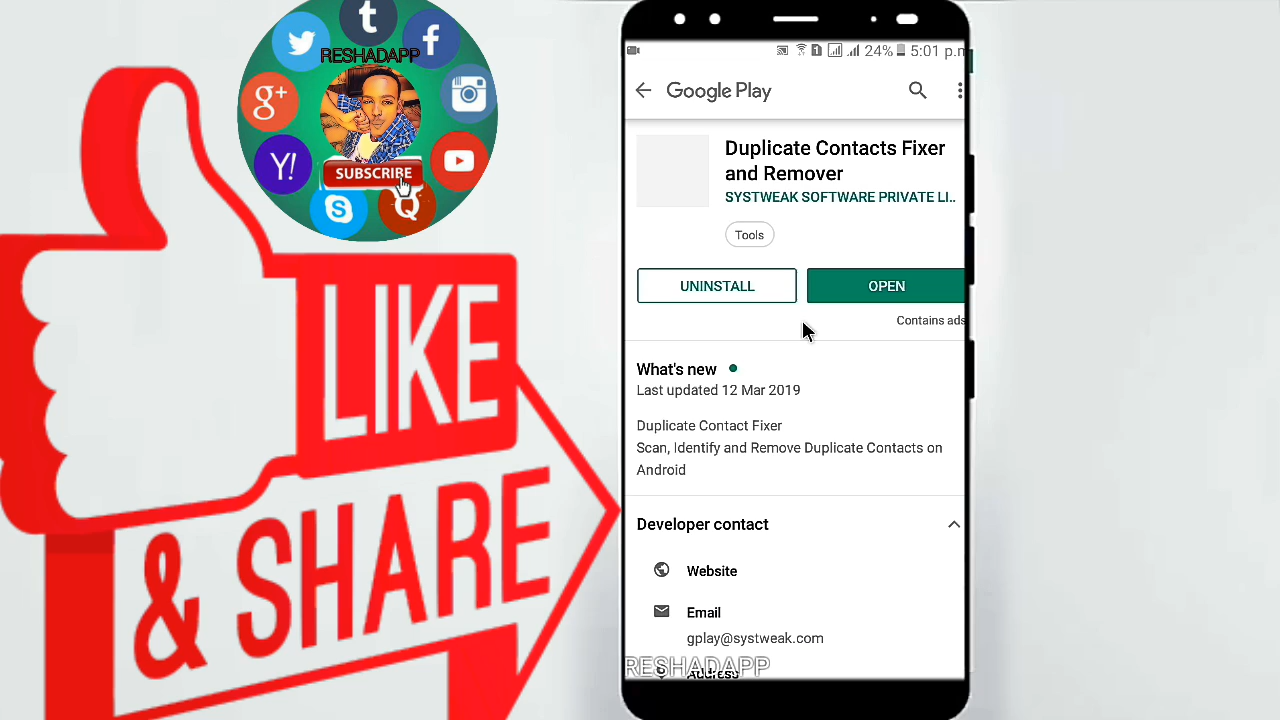 t
f
RESHADAPP
g+
Y!
SUBSCRIBE
S
Q
LIKE
& SHARE
24% 5:01 p.m
Google Play
Duplicate Contacts Fixer
and Remover
SYSTWEAK SOFTWARE PRIVATE LI..
Tools
UNINSTALL
OPEN
Contains ads
What's new
Last updated 12 Mar 2019
Duplicate Contact Fixer
Scan, Identify and Remove Duplicate Contacts on
Android
Developer contact
Website
Email
gplay@systweak.com
RESHADAPP
Address